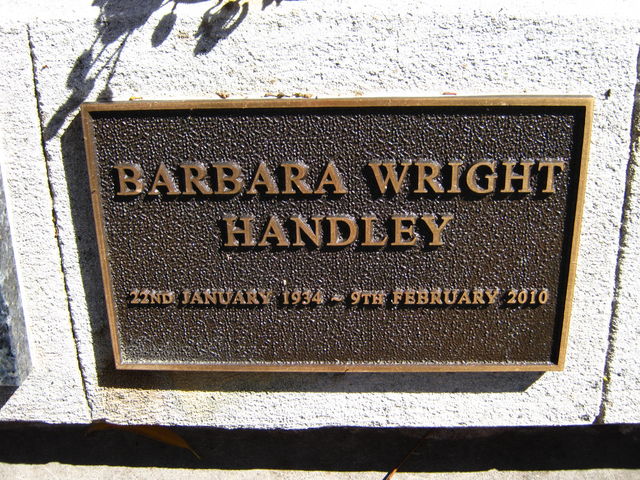 BARBARA WRIGHT
HANDLEY
22ND JANUARY 1934 ~ 9TH FEBRUARY 2010